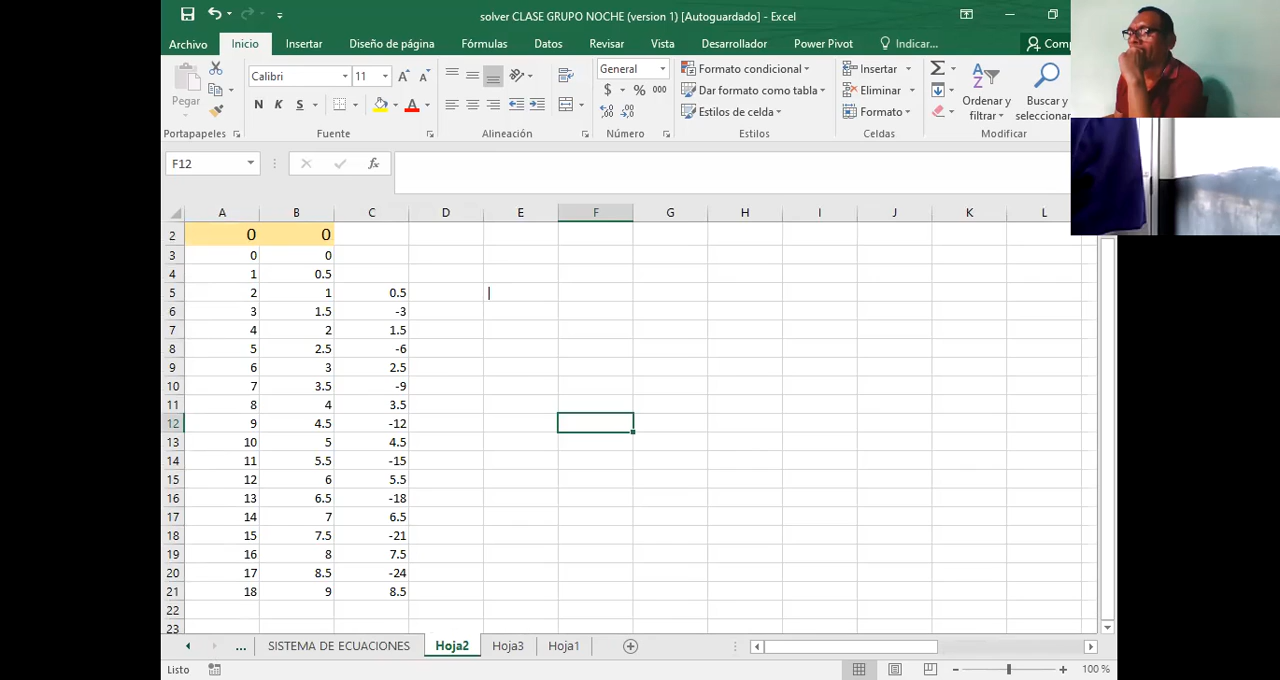 solver CLASE GRUPO NOCHE (version 1) [Autoguardado] - Excel
Archivo Inicio Insertar Diseño de página Fórmulas Datos Revisar Vista Desarrollador Power Pivot Indicar... Comp
Pegar
Portapapeles
Calibri 11
N K S A
Fuente
Alineación
General
$ % 000
Número
Formato condicional
Dar formato como tabla
Estilos de celda
Estilos
Insertar
Eliminar
Formato
Celdas
Ordenar y filtrar
Buscar y seleccionar
Modificar
F12 fx
A B C D E F G H I J K L
2 0 0
3 0 0
4 1 0.5
5 2 1 0.5
6 3 1.5 -3
7 4 2 1.5
8 5 2.5 -6
9 6 3 2.5
10 7 3.5 -9
11 8 4 3.5
12 9 4.5 -12
13 10 5 4.5
14 11 5.5 -15
15 12 6 5.5
16 13 6.5 -18
17 14 7 6.5
18 15 7.5 -21
19 16 8 7.5
20 17 8.5 -24
21 18 9 8.5
22
23
... SISTEMA DE ECUACIONES Hoja2 Hoja3 Hoja1
Listo 100 %